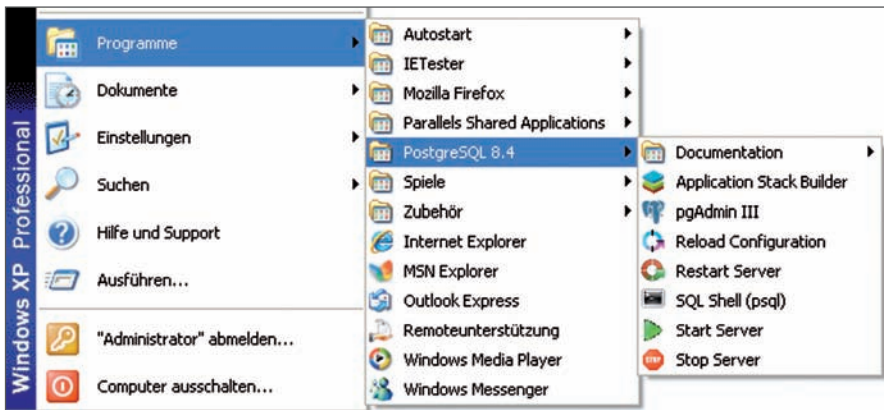 Windows XP Professional
Programme
Dokumente
Einstellungen
Suchen
Hilfe und Support
Ausführen...
"Administrator" abmelden...
Computer ausschalten...
Autostart
IETester
Mozilla Firefox
Parallels Shared Applications
PostgreSQL 8.4
Spiele
Zubehör
Internet Explorer
MSN Explorer
Outlook Express
Remoteunterstützung
Windows Media Player
Windows Messenger
Documentation
Application Stack Builder
pgAdmin III
Reload Configuration
Restart Server
SQL Shell (psql)
Start Server
STOP Stop Server